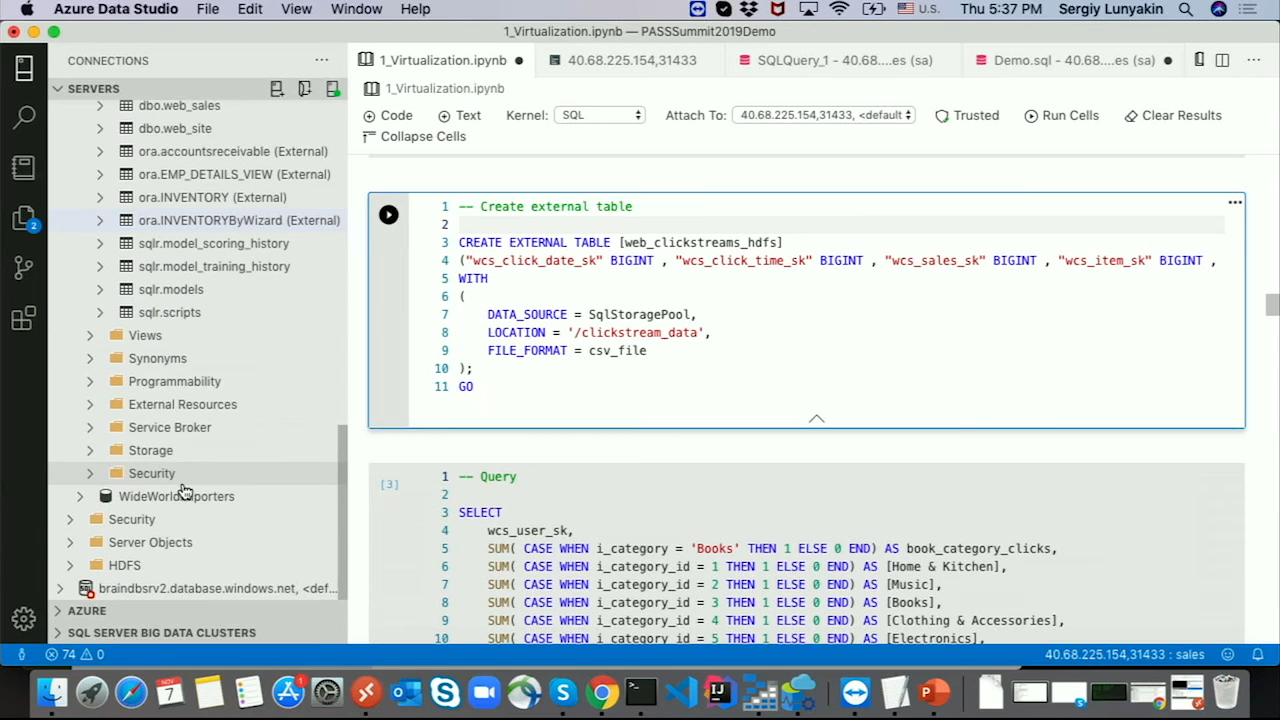 Azure Data Studio File Edit View Window Help U.S. Thu 5:37 PM Sergiy Lunyakin
1_Virtualization.ipynb — PASSSummit2019Demo
CONNECTIONS
SERVERS
dbo.web_sales
dbo.web_site
ora.accountsreceivable (External)
ora.EMP_DETAILS_VIEW (External)
ora.INVENTORY (External)
ora.INVENTORYByWizard (External)
sqlr.model_scoring_history
sqlr.model_training_history
sqlr.models
sqlr.scripts
Views
Synonyms
Programmability
External Resources
Service Broker
Storage
Security
Security
Server Objects
HDFS
braindbsrv2.database.windows.net, <def...
AZURE
SQL SERVER BIG DATA CLUSTERS
2
1_Virtualization.ipynb 40.68.225.154,31433 SQLQuery_1 - 40.68....es (sa) Demo.sql - 40.68....es (sa)
1_Virtualization.ipynb
Code Text Kernel: SQL Attach To: 40.68.225.154,31433, <default Trusted Run Cells Clear Results
Collapse Cells
1 -- Create external table
2
3 CREATE EXTERNAL TABLE [web_clickstreams_hdfs]
4 ("wcs_click_date_sk" BIGINT , "wcs_click_time_sk" BIGINT , "wcs_sales_sk" BIGINT , "wcs_item_sk" BIGINT ,
5 WITH
6 (
7 DATA_SOURCE = SqlStoragePool,
8 LOCATION = '/clickstream_data',
9 FILE_FORMAT = csv_file
10 );
11 GO
[3]
1 -- Query
2
3 SELECT
4 wcs_user_sk,
5 SUM( CASE WHEN i_category = 'Books' THEN 1 ELSE 0 END) AS book_category_clicks,
6 SUM( CASE WHEN i_category_id = 1 THEN 1 ELSE 0 END) AS [Home & Kitchen],
7 SUM( CASE WHEN i_category_id = 2 THEN 1 ELSE 0 END) AS [Music],
8 SUM( CASE WHEN i_category_id = 3 THEN 1 ELSE 0 END) AS [Books],
9 SUM( CASE WHEN i_category_id = 4 THEN 1 ELSE 0 END) AS [Clothing & Accessories],
10 SUM( CASE WHEN i_category_id = 5 THEN 1 ELSE 0 END) AS [Electronics],
74 0 40.68.225.154,31433 : sales
NOV
7
1